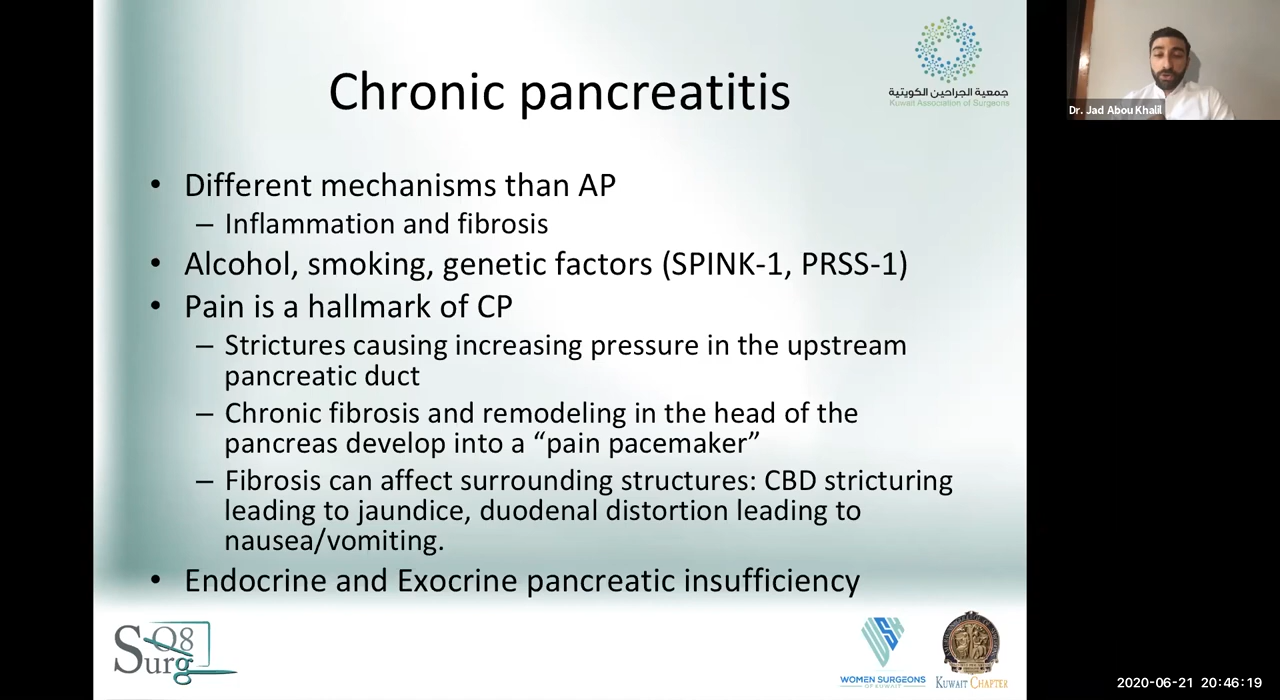 Chronic pancreatitis
جمعية الجراحين الكويتية
Kuwait Association of Surgeons
Dr. Jad Abou Khalil
• Different mechanisms than AP
– Inflammation and fibrosis
• Alcohol, smoking, genetic factors (SPINK-1, PRSS-1)
• Pain is a hallmark of CP
– Strictures causing increasing pressure in the upstream
pancreatic duct
– Chronic fibrosis and remodeling in the head of the
pancreas develop into a “pain pacemaker”
– Fibrosis can affect surrounding structures: CBD stricturing
leading to jaundice, duodenal distortion leading to
nausea/vomiting.
• Endocrine and Exocrine pancreatic insufficiency
Q8
Surg
WOMEN SURGEONS
OF KUWAIT
KUWAIT CHAPTER
2020-06-21 20:46:19